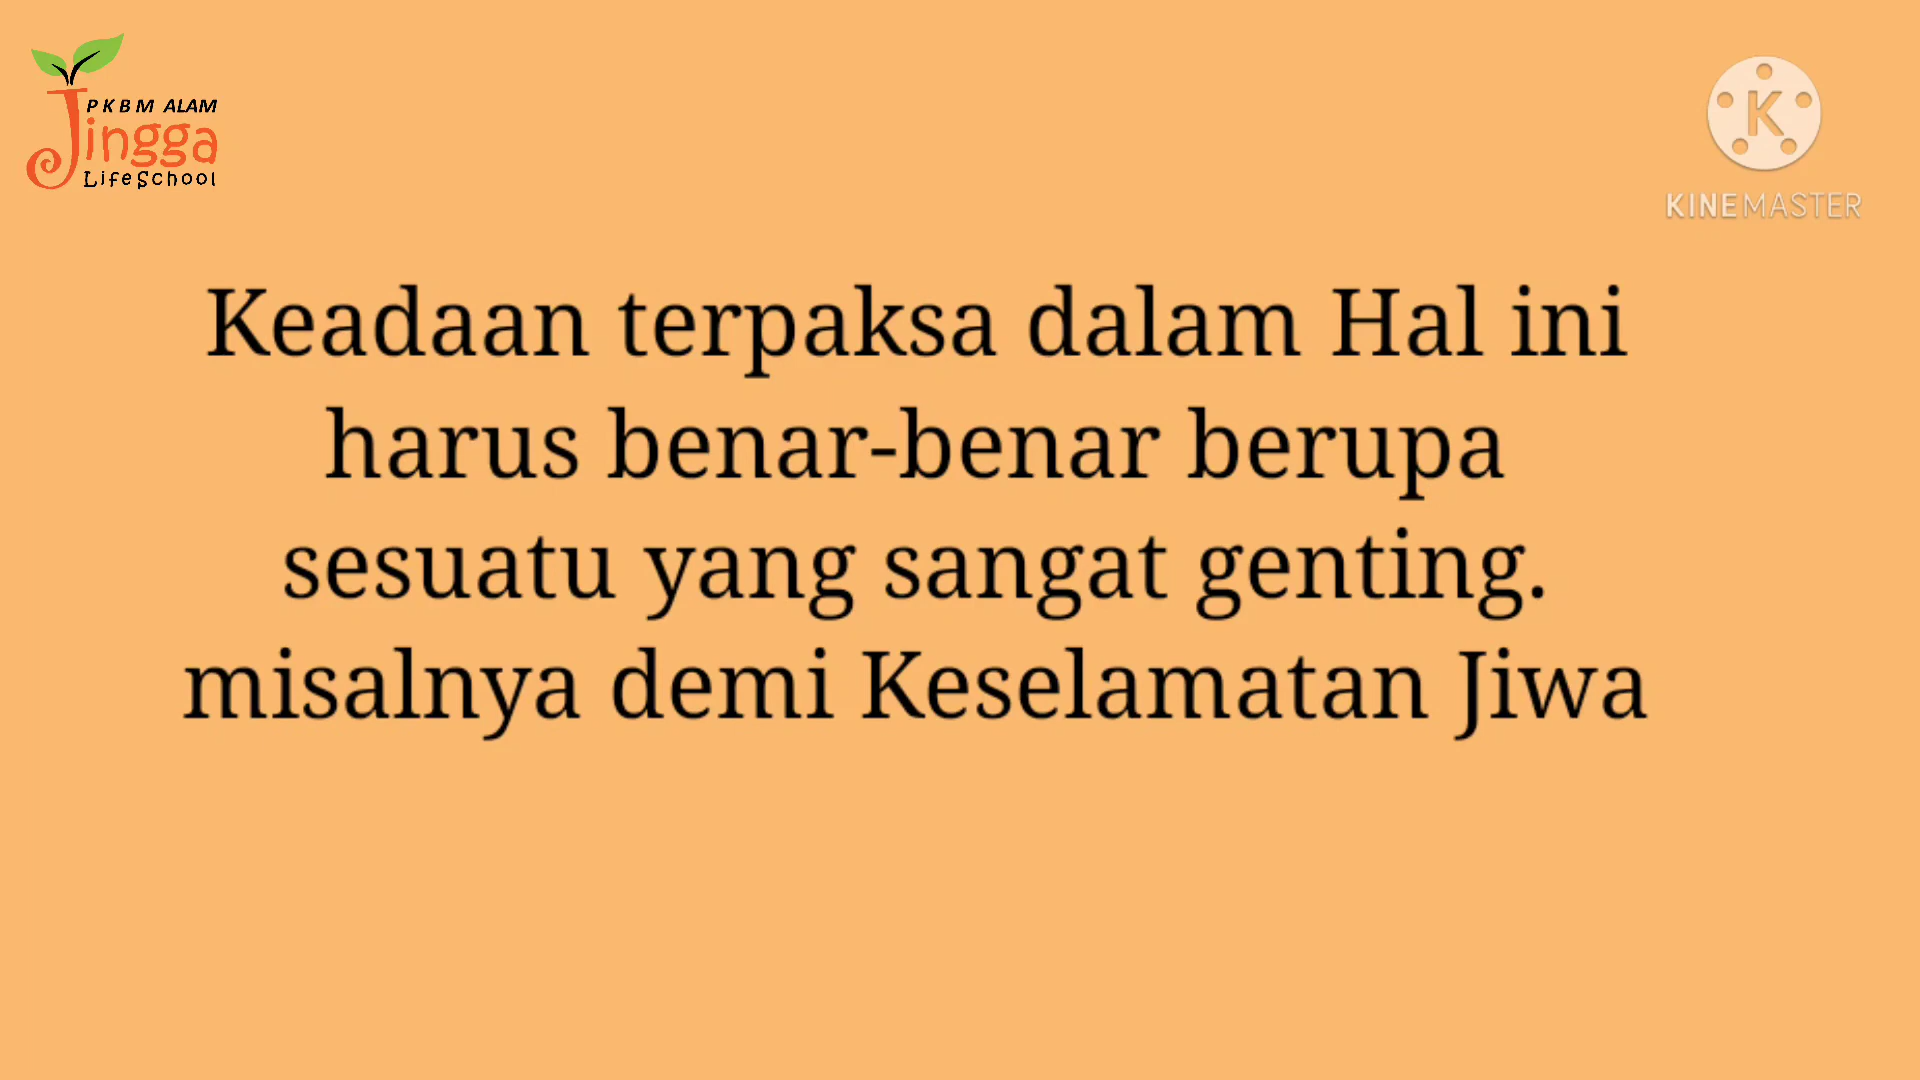 PKBM ALAM
Jingga
LifeSchool
K
KINEMASTER
Keadaan terpaksa dalam Hal ini
harus benar-benar berupa
sesuatu yang sangat genting.
misalnya demi Keselamatan Jiwa